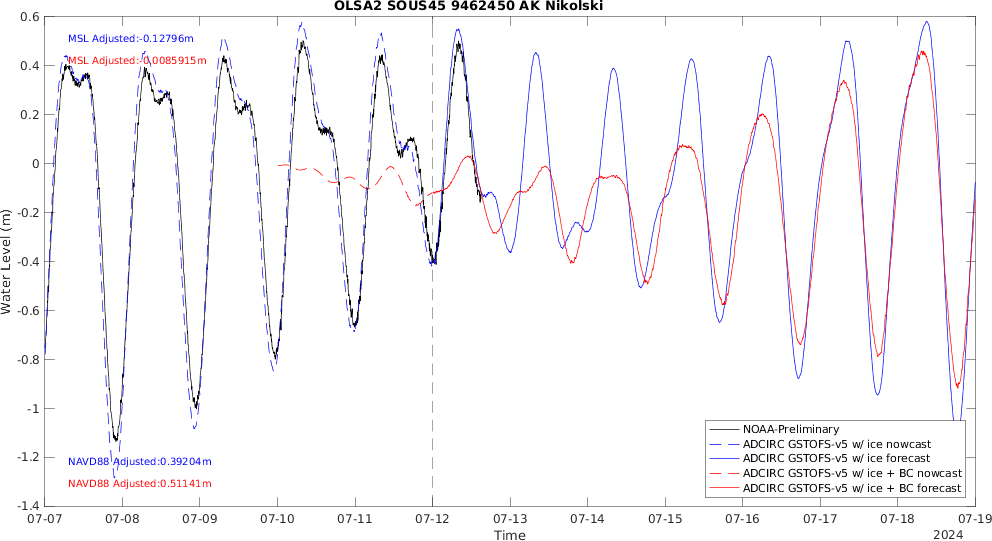 OLSA2 SOUS45 9462450 AK Nikolski
0.6
MSL Adjusted:-0.12796m
0.4
MSL Adjusted:-0.0085915m
0.2
0
-0.2
-0.4
-0.6
-0.8
-1
-1.2
-1.4
Water Level (m)
NAVD88 Adjusted:0.39204m
NAVD88 Adjusted:0.51141m
NOAA-Preliminary
ADCIRC GSTOFS-v5 w/ ice nowcast
ADCIRC GSTOFS-v5 w/ ice forecast
ADCIRC GSTOFS-v5 w/ ice + BC nowcast
ADCIRC GSTOFS-v5 w/ ice + BC forecast
07-07 07-08 07-09 07-10 07-11 07-12 07-13 07-14 07-15 07-16 07-17 07-18 07-19
Time
2024